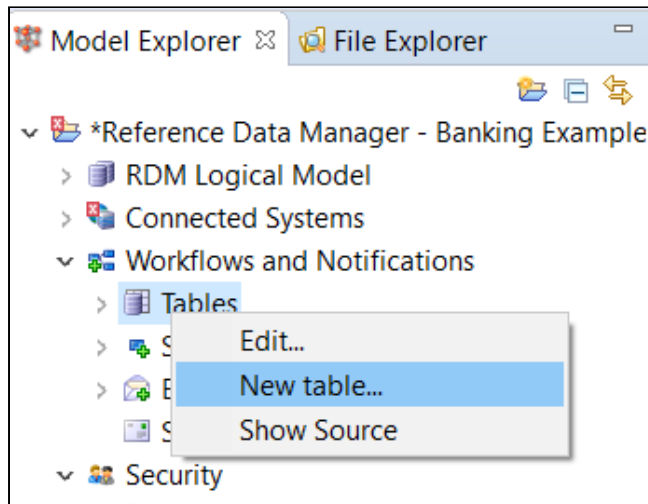 Model Explorer File Explorer
*Reference Data Manager - Banking Example
RDM Logical Model
Connected Systems
Workflows and Notifications
Tables
Edit...
New table...
Show Source
Security